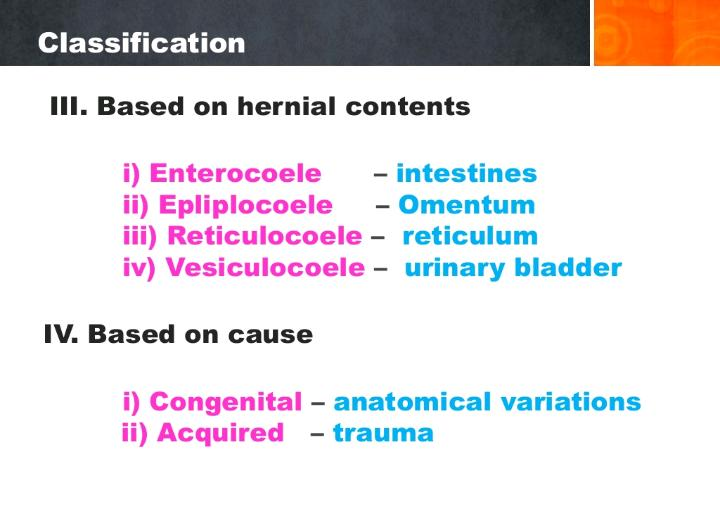 Classification
III. Based on hernial contents
i) Enterocoele – intestines
ii) Epliplocoele – Omentum
iii) Reticulocoele – reticulum
iv) Vesiculocoele – urinary bladder
IV. Based on cause
i) Congenital – anatomical variations
ii) Acquired – trauma